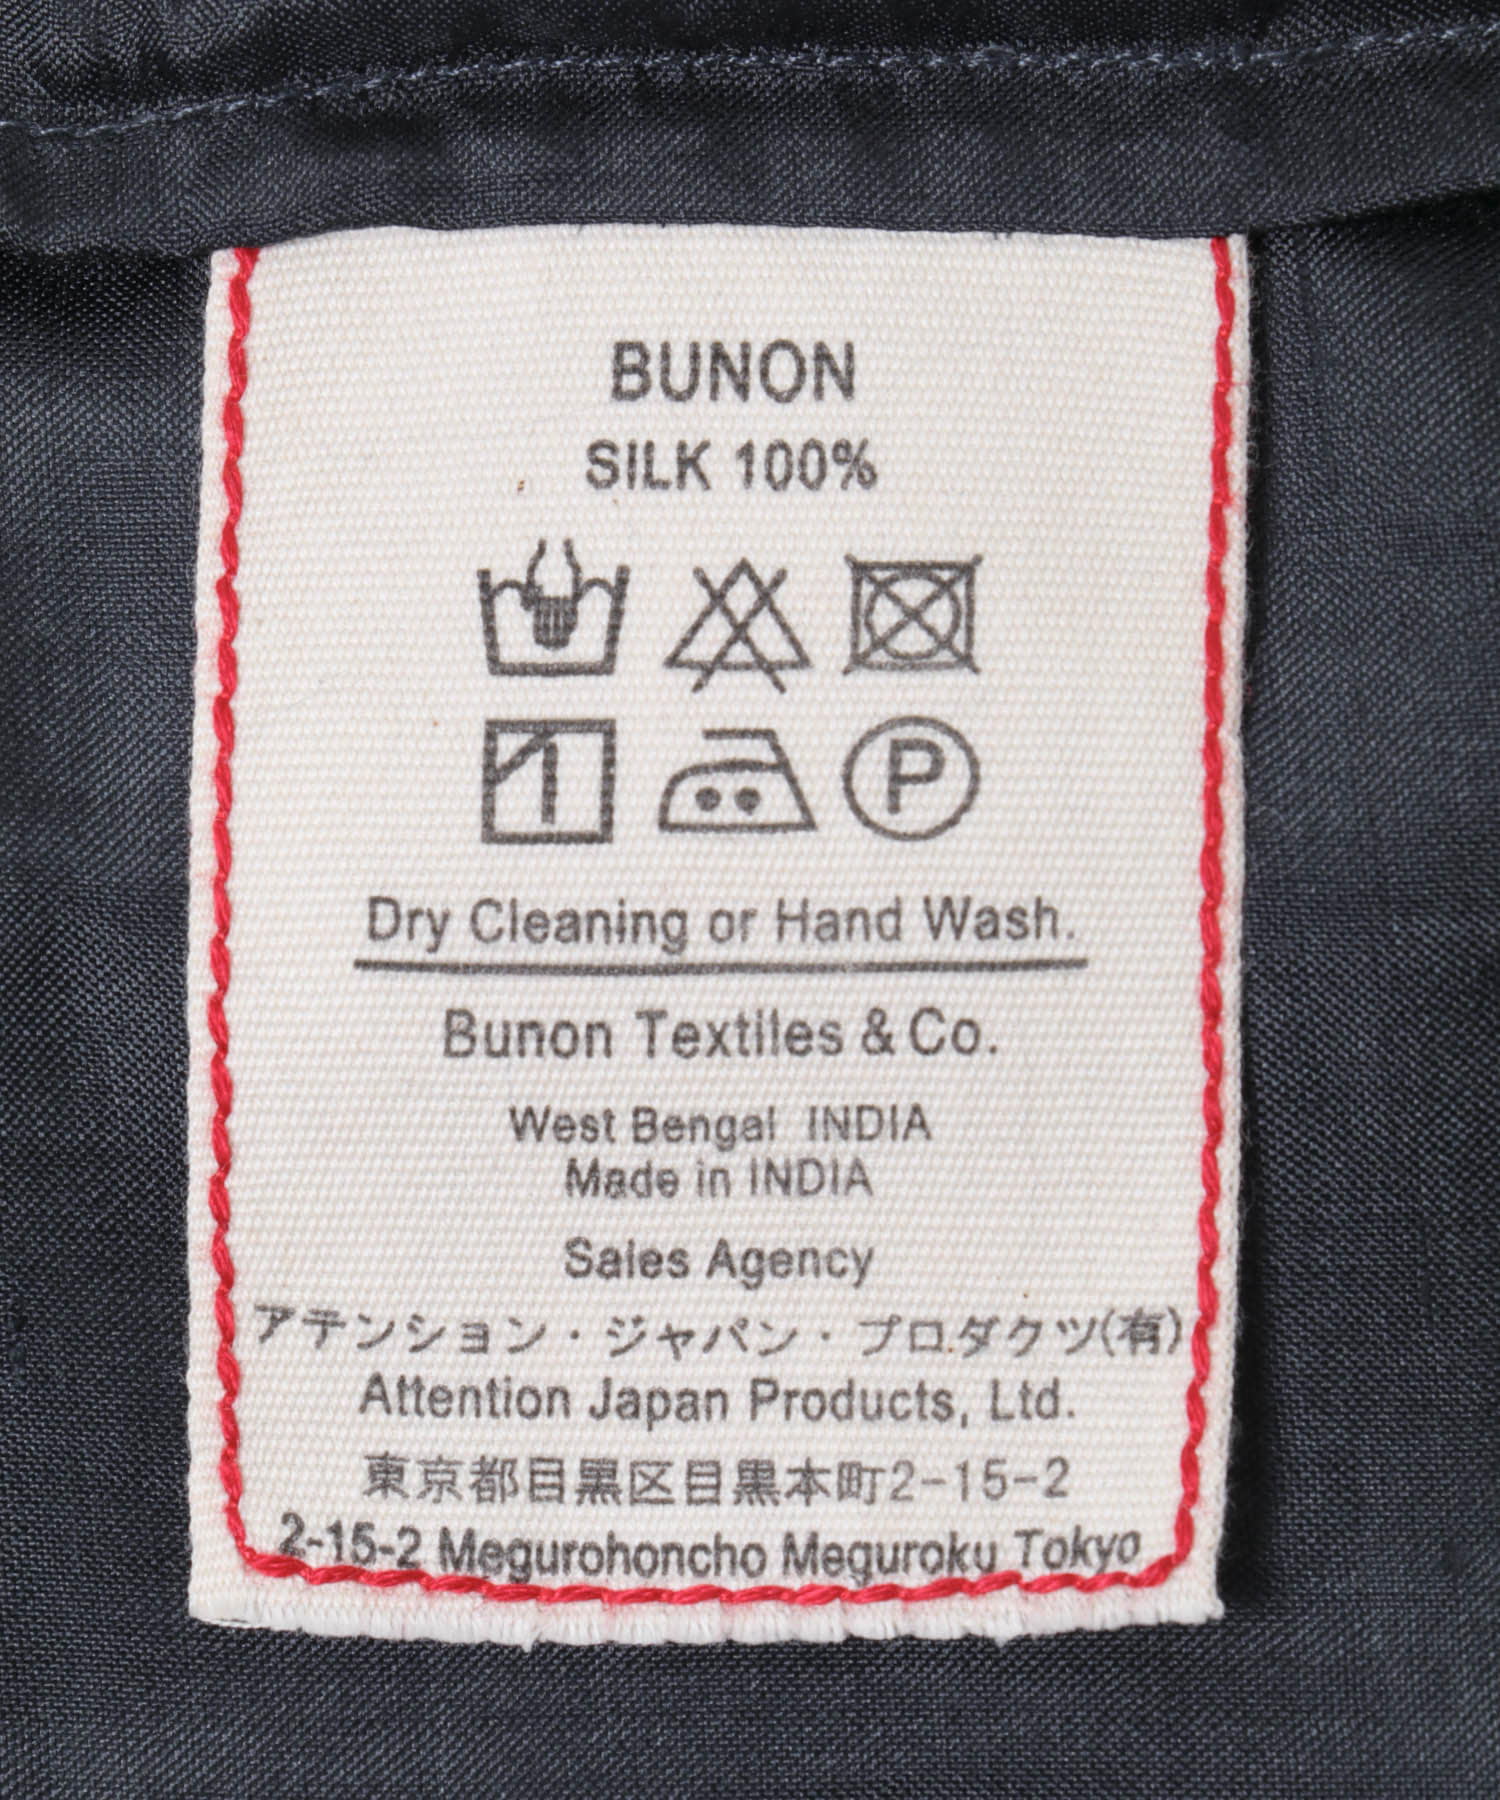 BUNON
SILK 100%
P
Dry Cleaning or Hand Wash.
Bunon Textiles & Co.
West Bengal INDIA
Made in INDIA
Sales Agency
アテンション・ジャパン・プロダクツ(有)
Attention Japan Products, Ltd.
東京都目黒区目黒本町2-15-2
2-15-2 Megurohoncho Meguroku Tokyo